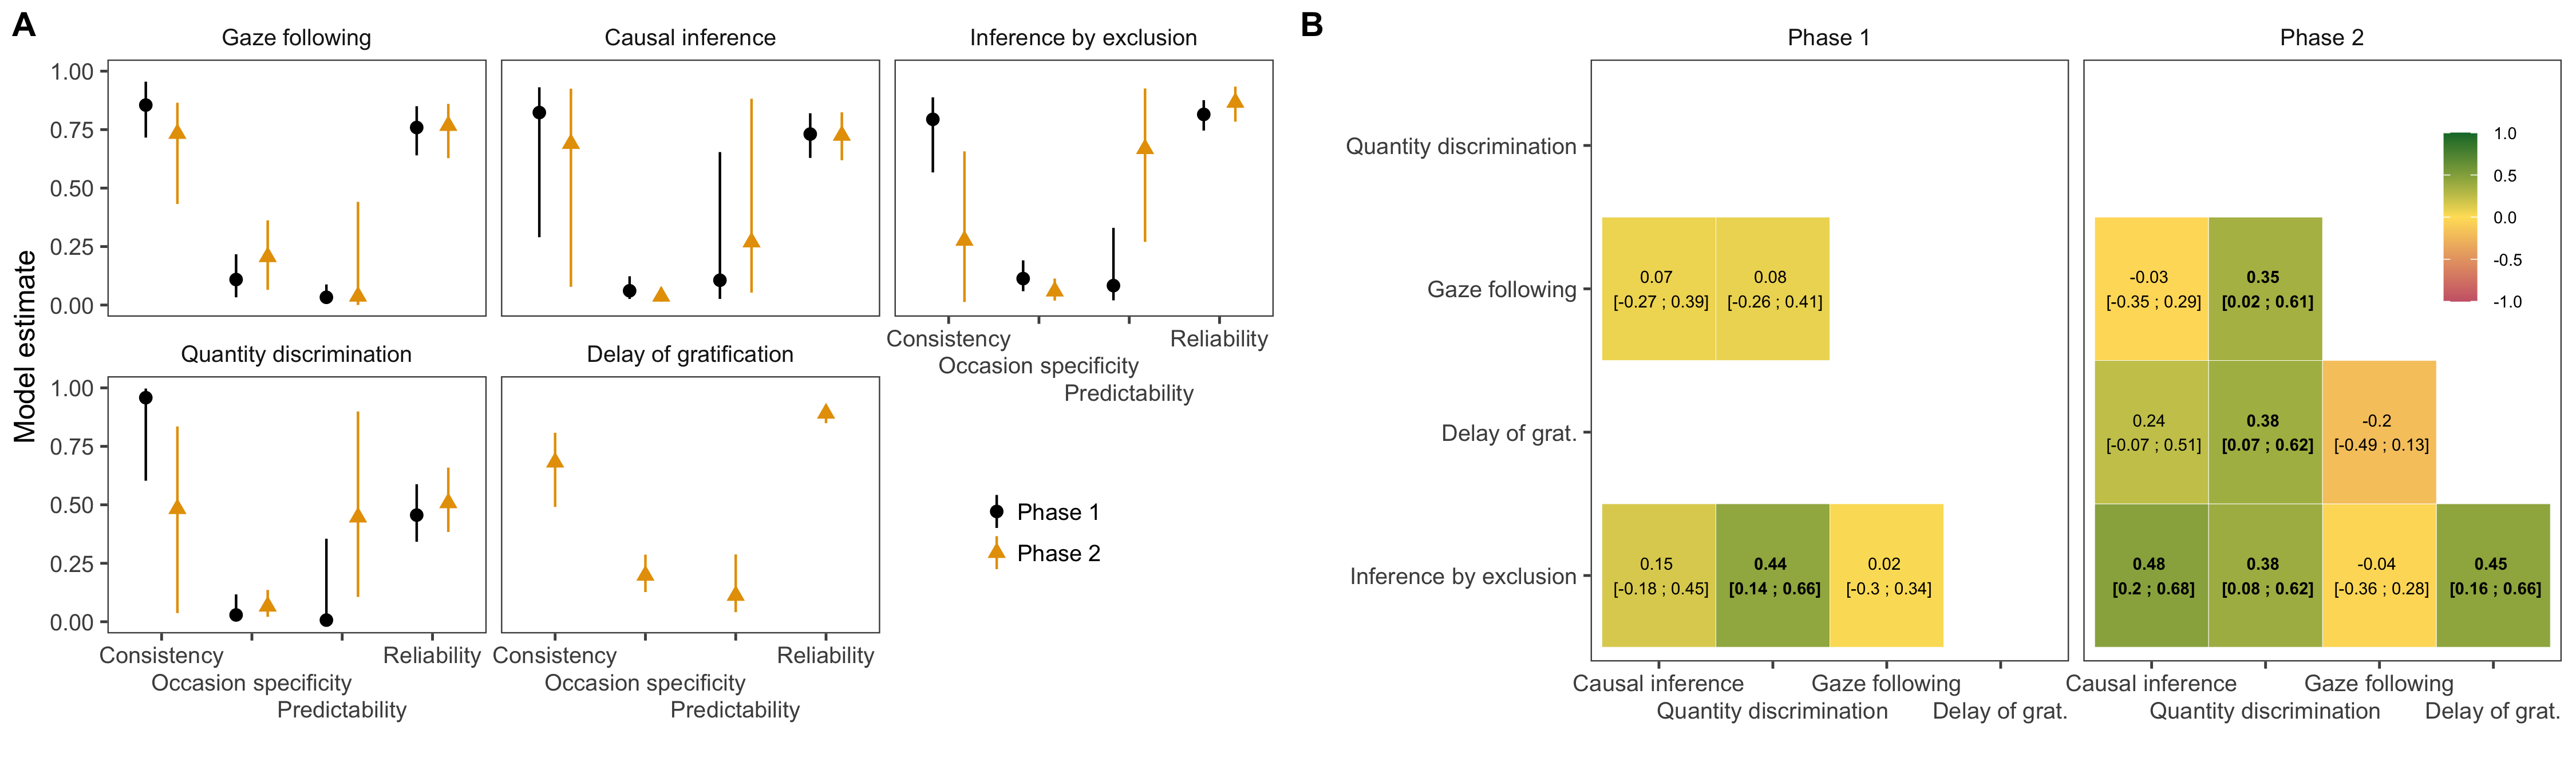 A
Gaze following
Causal inference
Inference by exclusion
Model estimate
1.00
0.75
0.50
0.25
0.00
Consistency
Occasion specificity
Predictability
Reliability
Quantity discrimination
Delay of gratification
1.00
0.75
0.50
0.25
0.00
Consistency
Occasion specificity
Predictability
Reliability
Consistency
Occasion specificity
Predictability
Reliability
Phase 1
Phase 2
B
Phase 1
Phase 2
Quantity discrimination
Gaze following
Delay of grat.
Inference by exclusion
0.07
[-0.27 ; 0.39]
0.08
[-0.26 ; 0.41]
0.15
[-0.18 ; 0.45]
0.44
[0.14 ; 0.66]
0.02
[-0.3 ; 0.34]
Causal inference
Quantity discrimination
Gaze following
Delay of grat.
-0.03
[-0.35 ; 0.29]
0.35
[0.02 ; 0.61]
0.24
[-0.07 ; 0.51]
0.38
[0.07 ; 0.62]
-0.2
[-0.49 ; 0.13]
0.48
[0.2 ; 0.68]
0.38
[0.08 ; 0.62]
-0.04
[-0.36 ; 0.28]
0.45
[0.16 ; 0.66]
Causal inference
Quantity discrimination
Gaze following
Delay of grat.
1.0
0.5
0.0
-0.5
-1.0